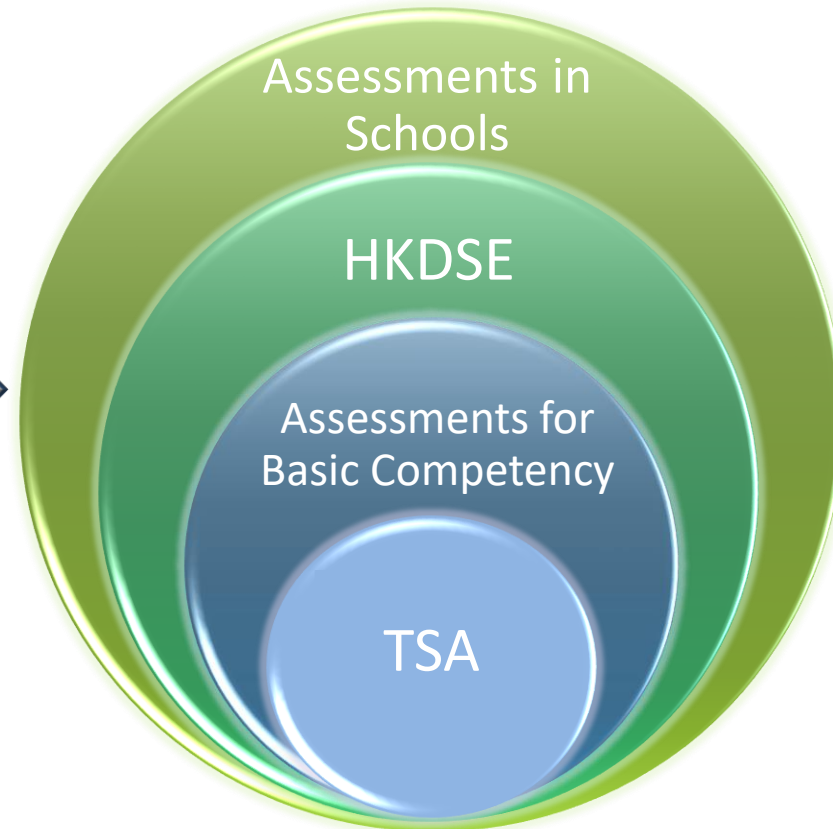 Assessments in
Schools
HKDSE
Assessments for
Basic Competency
TSA